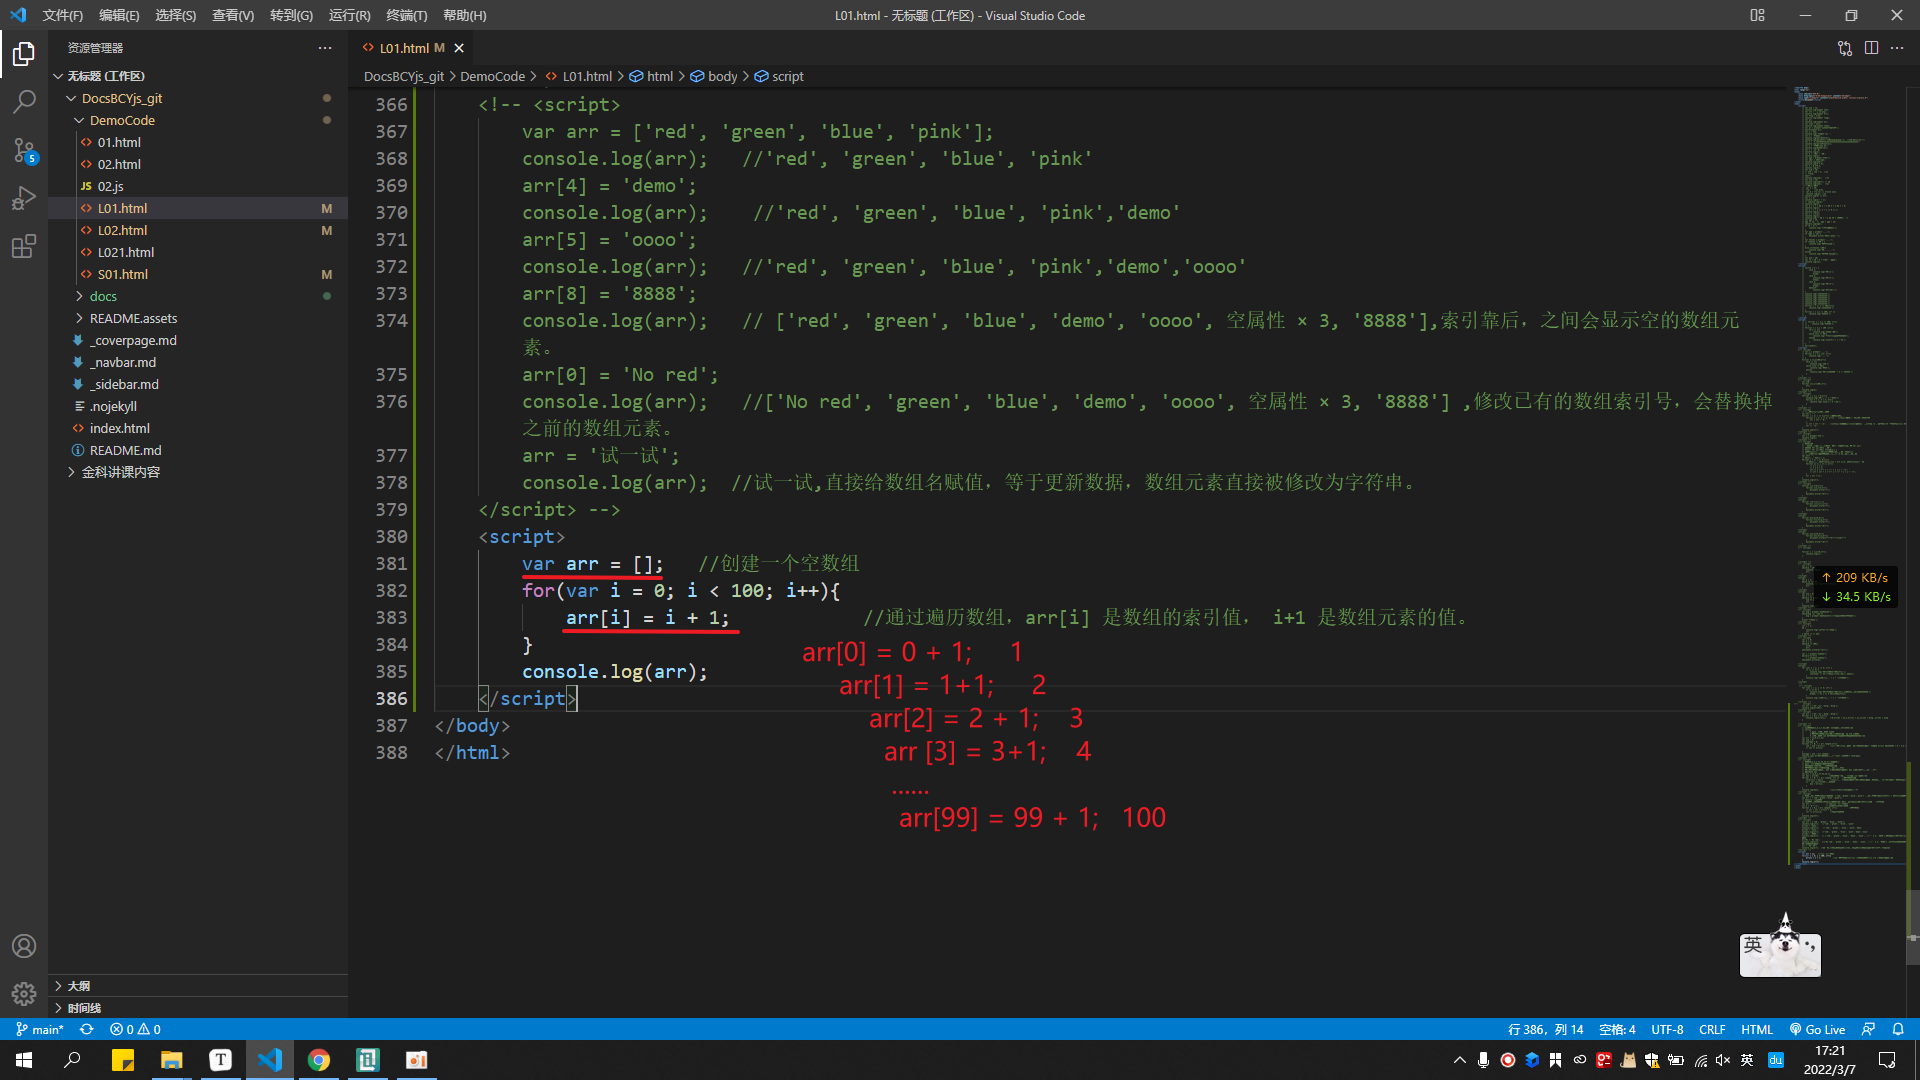 文件(F) 编辑(E) 选择(S) 查看(V) 转到(G) 运行(R) 终端(T) 帮助(H)
L01.html - 无标题 (工作区) - Visual Studio Code
资源管理器
L01.html M
无标题 (工作区)
DocsBCYjs_git > DemoCode > L01.html > html > body > script
DocsBCYjs_git
DemoCode
01.html
02.html
JS 02.js
L01.html M
L02.html M
L021.html
S01.html M
docs
README.assets
_coverpage.md
_navbar.md
_sidebar.md
.nojekyll
index.html
README.md
金科讲课内容
大纲
时间线
5
366 <!-- <script>
367 var arr = ['red', 'green', 'blue', 'pink'];
368 console.log(arr); //'red', 'green', 'blue', 'pink'
369 arr[4] = 'demo';
370 console.log(arr); //'red', 'green', 'blue', 'pink','demo'
371 arr[5] = 'oooo';
372 console.log(arr); //'red', 'green', 'blue', 'pink','demo','oooo'
373 arr[8] = '8888';
374 console.log(arr); // ['red', 'green', 'blue', 'demo', 'oooo', 空属性 × 3, '8888'],索引靠后，之间会显示空的数组元
素。
375 arr[0] = 'No red';
376 console.log(arr); //['No red', 'green', 'blue', 'demo', 'oooo', 空属性 × 3, '8888'] ,修改已有的数组索引号，会替换掉
之前的数组元素。
377 arr = '试一试';
378 console.log(arr); //试一试,直接给数组名赋值，等于更新数据，数组元素直接被修改为字符串。
379 </script> -->
380 <script>
381 var arr = []; //创建一个空数组
382 for(var i = 0; i < 100; i++){
383 arr[i] = i + 1; //通过遍历数组，arr[i] 是数组的索引值， i+1 是数组元素的值。
384 }
385 console.log(arr);
386 </script>
387 </body>
388 </html>
arr[0] = 0 + 1; 1
arr[1] = 1+1; 2
arr[2] = 2 + 1; 3
arr [3] = 3+1; 4
......
arr[99] = 99 + 1; 100
↑ 209 KB/s
↓ 34.5 KB/s
英 •,
main* 0 0
行 386，列 14 空格: 4 UTF-8 CRLF HTML Go Live
T
英 du
17:21
2022/3/7